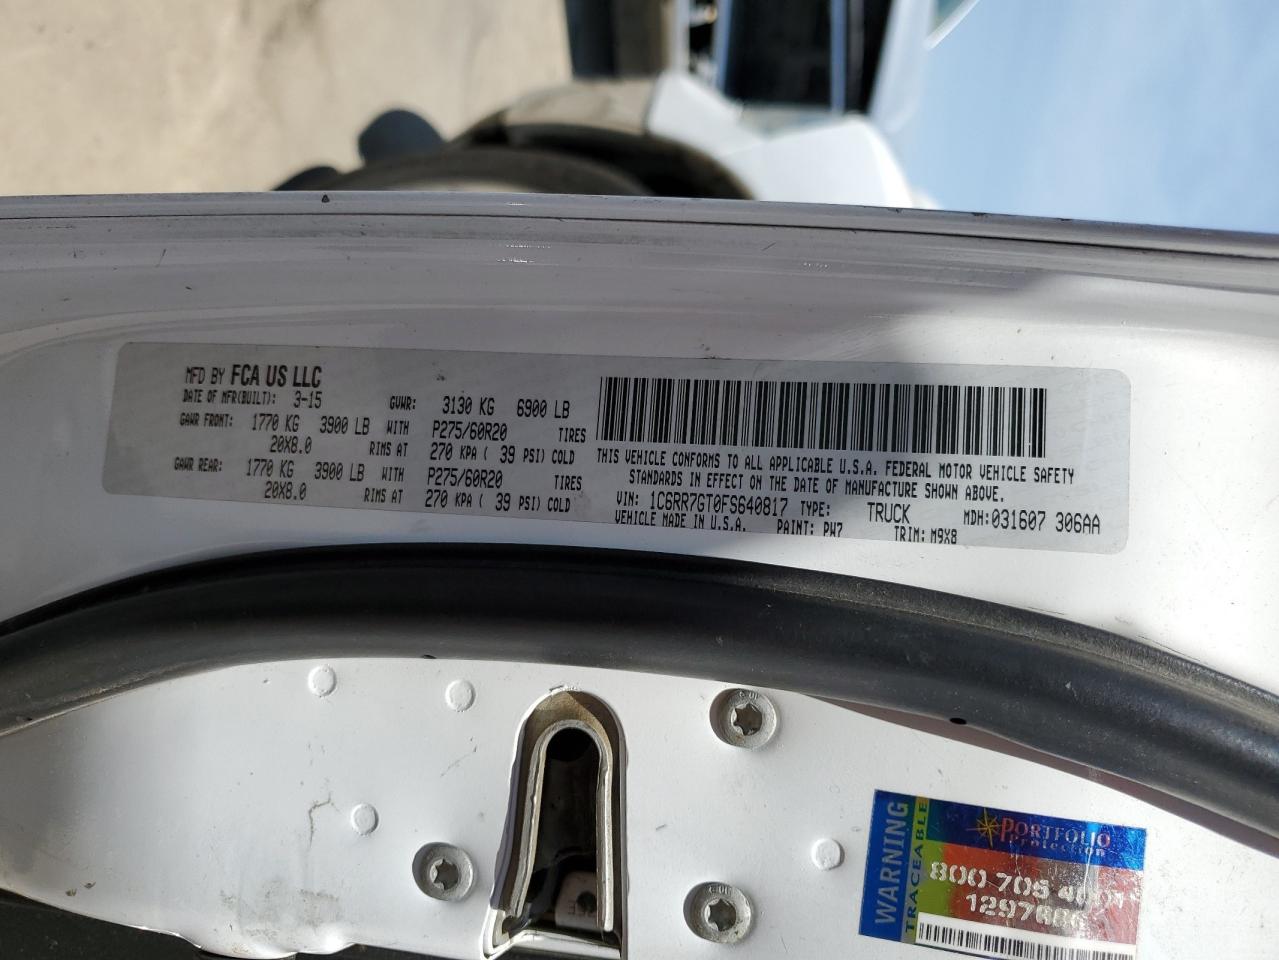 MFD BY FCA US LLC
DATE OF MFR(BUILT): 3-15 GVWR: 3130 KG 6900 LB
GAWR FRONT: 1770 KG 3900 LB WITH P275/60R20 TIRES
20X8.0 RIMS AT 270 KPA ( 39 PSI) COLD
GAWR REAR: 1770 KG 3900 LB WITH P275/60R20 TIRES
20X8.0 RIMS AT 270 KPA ( 39 PSI) COLD
THIS VEHICLE CONFORMS TO ALL APPLICABLE U.S.A. FEDERAL MOTOR VEHICLE SAFETY
STANDARDS IN EFFECT ON THE DATE OF MANUFACTURE SHOWN ABOVE.
VIN: 1C6RR7GT0FS640817 TYPE: TRUCK MDH: 031607 306AA
VEHICLE MADE IN U.S.A. PAINT: PW7 TRIM: M9X8
WARNING
TRACEABLE
PORTFOLIO
Protection
800 705